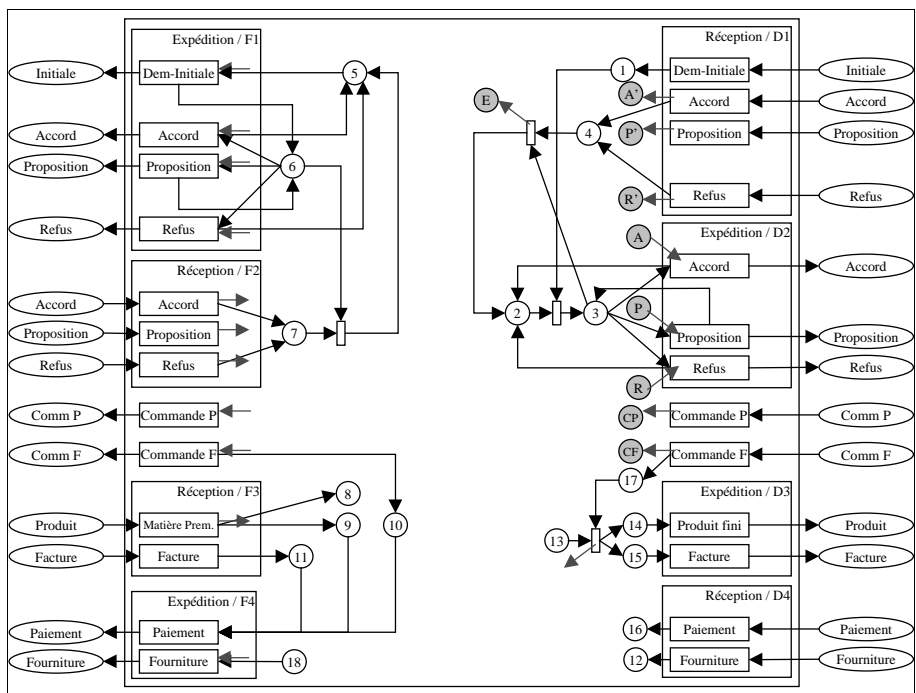 Expédition / F1
Réception / D1
Initiale
Dem-Initiale
5
1
Dem-Initiale
Initiale
E
A'
Accord
Accord
Accord
Accord
P'
4
Proposition
Proposition
Proposition
Proposition
6
R'
Refus
Refus
Refus
Refus
Expédition / D2
A
Accord
Accord
Réception / F2
Accord
Accord
P
2
3
Proposition
Proposition
7
Proposition
Proposition
Refus
Refus
Refus
Refus
R
Comm P
Commande P
CP
Commande P
Comm P
Comm F
Commande F
CF
Commande F
Comm F
17
Réception / F3
8
Expédition / D3
Produit
Matière Prem.
9
10
14
Produit fini
Produit
13
Facture
Facture
11
15
Facture
Facture
Expédition / F4
Réception / D4
Paiement
Paiement
16
Paiement
Paiement
Fourniture
Fourniture
18
12
Fourniture
Fourniture